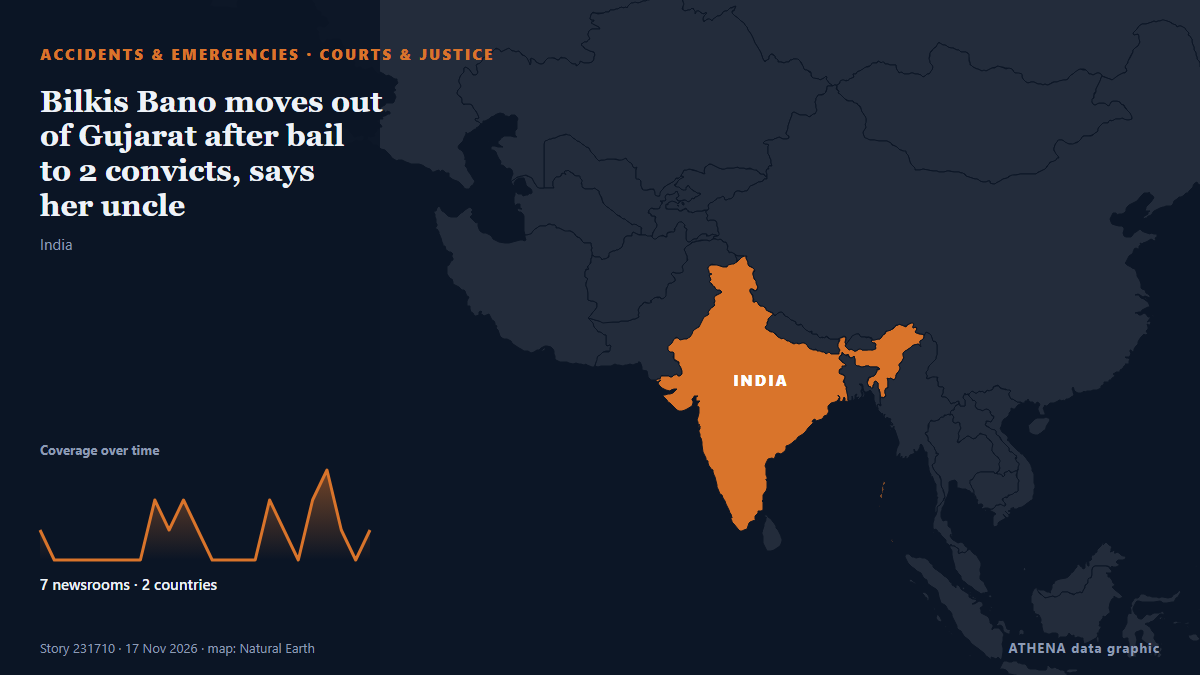 ACCIDENTS & EMERGENCIES · COURTS & JUSTICE
Bilkis Bano moves out
of Gujarat after bail
to 2 convicts, says
her uncle
India
INDIA
Coverage over time
7 newsrooms · 2 countries
Story 231710 · 17 Nov 2026 · map: Natural Earth
ATHENA data graphic